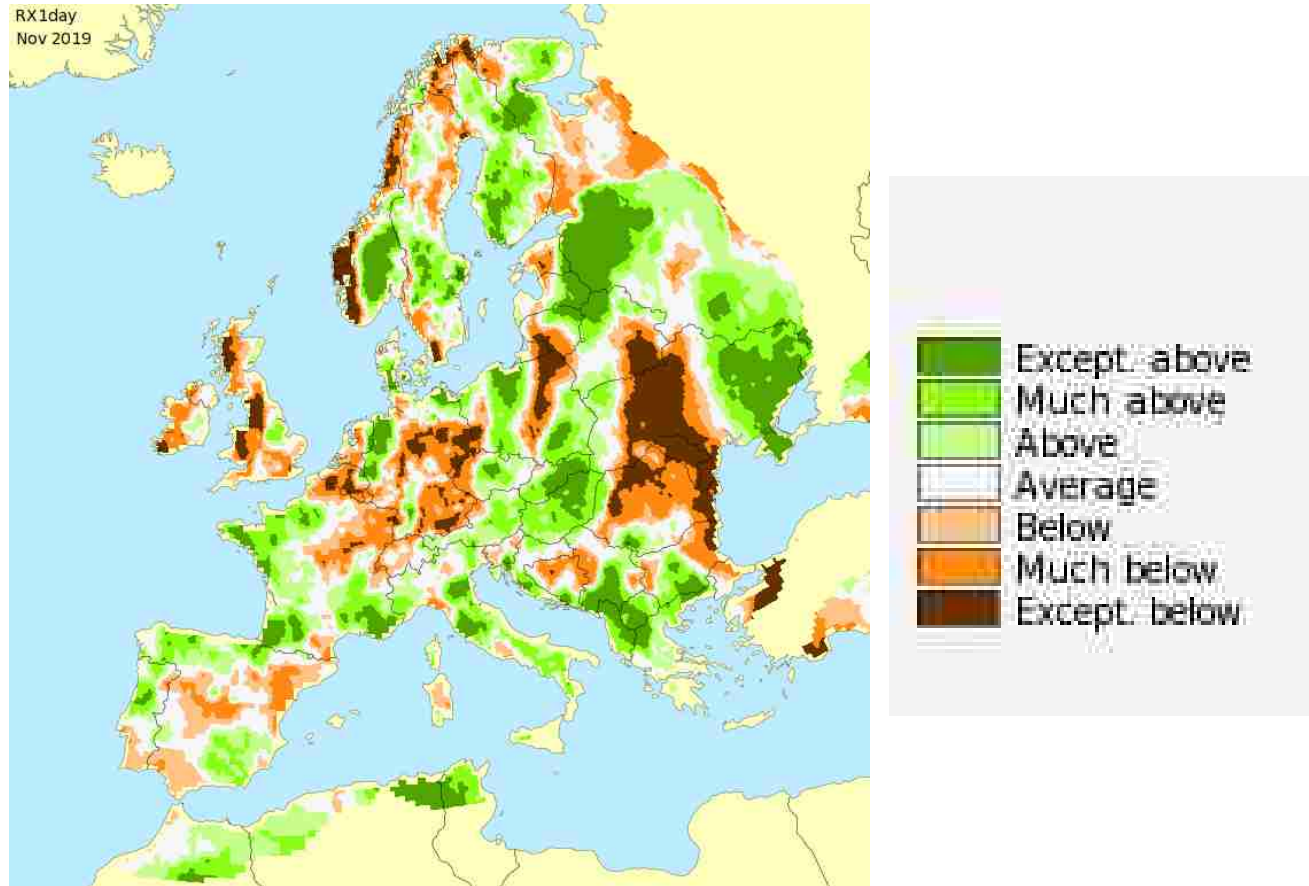 RX1day
Nov 2019
Except. above
Much above
Above
Average
Below
Much below
Except. below